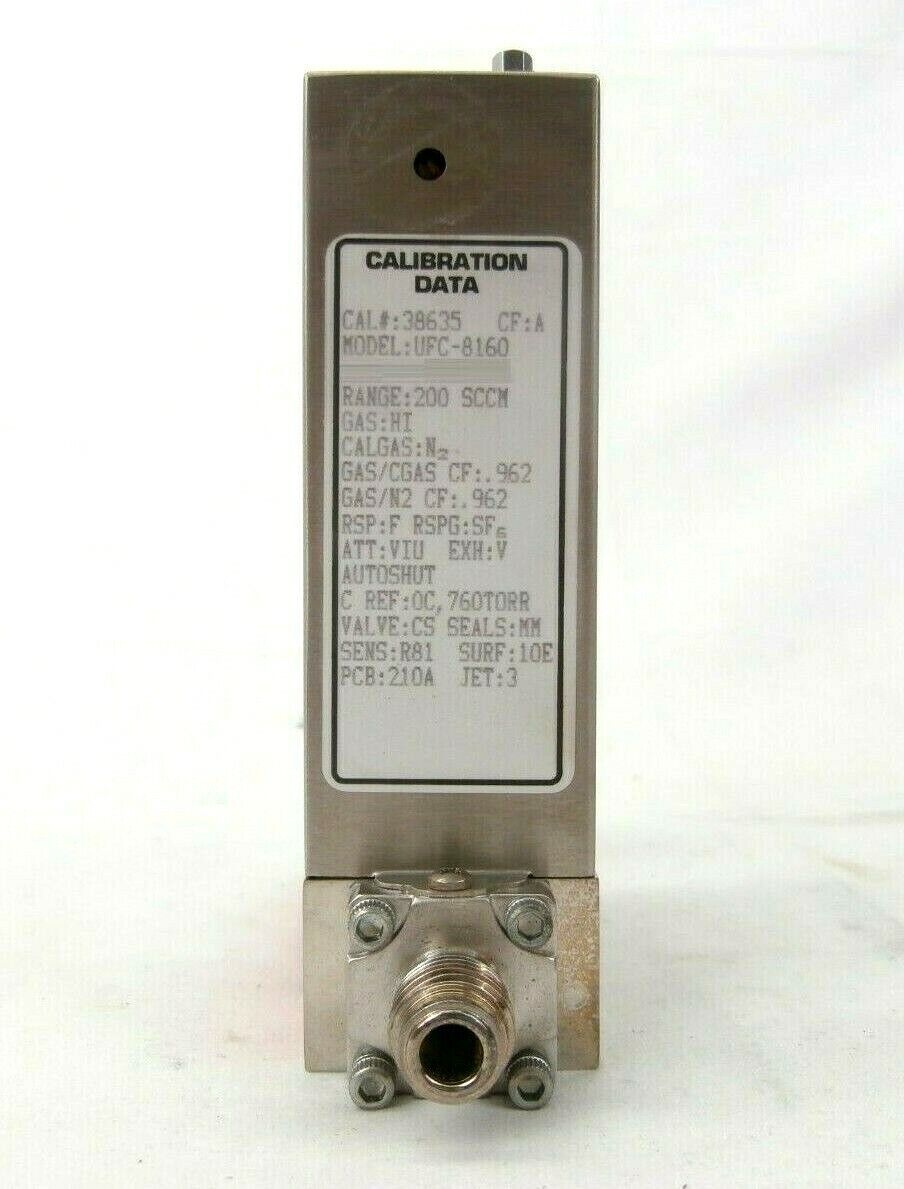 CALIBRATION
DATA
CAL#:38635 CF:A
MODEL:UFC-8160
RANGE:200 SCCM
GAS:HI
CALGAS:N₂
GAS/CGAS CF:.962
GAS/N2 CF:.962
RSP:F RSPG:SF₆
ATT:VIU EXH:V
AUTOSHUT
C REF:0C,760TORR
VALVE:CS SEALS:MM
SENS:R81 SURF:10E
PCB:210A JET:3